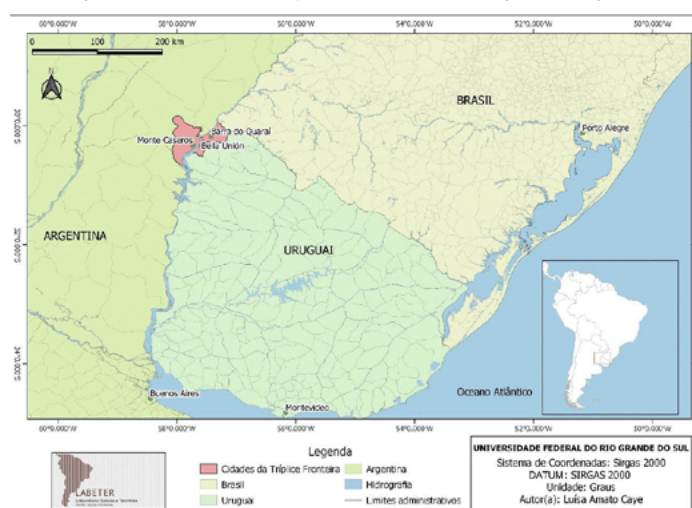 60°0.000'W 58°0.000'W 56°0.000'W 54°0.000'W 52°0.000'W 50°0.000'W
0 100 200 km
N
BRASIL
Porto Alegre
Barra do Quaraí
Monte Caseros
Bella Unión
ARGENTINA
URUGUAI
Buenos Aires
Montevideo
Oceano Atlântico
30°0.000'S
32°0.000'S
34°0.000'S
60°0.000'W 58°0.000'W 56°0.000'W 54°0.000'W 52°0.000'W 50°0.000'W
Legenda
Cidades da Tríplice Fronteira
Brasil
Uruguai
Argentina
Hidrografia
Limites administrativos
LABETER
UNIVERSIDADE FEDERAL DO RIO GRANDE DO SUL
Sistema de Coordenadas: Sirgas 2000
DATUM: SIRGAS 2000
Unidade: Graus
Autor(a): Luísa Amato Caye